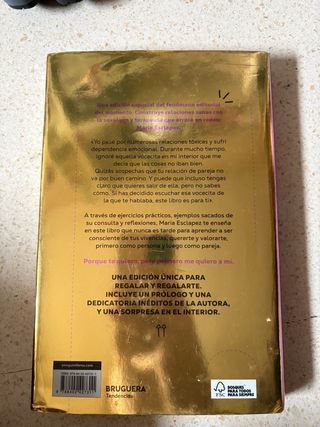 Una edición especial del fenómeno editorial
del momento. Construye relaciones sanas con
la sexóloga y terapeuta que arrasa en redes:
María Esclapez.
«Yo pasé por numerosas relaciones tóxicas y sufrí
dependencia emocional. Durante mucho tiempo,
ignoré aquella vocecita en mi interior que me
decía que las cosas no iban bien.
Quizás sospechas que tu relación de pareja no
va por buen camino. Y puede que incluso tengas
claro que quieres salir de ella, pero no sabes
cómo. Si has decidido escuchar esa vocecita de
la que te hablaba, este libro es para ti».
A través de ejercicios prácticos, ejemplos sacados de
su consulta y reflexiones, María Esclapez te enseña
en este libro que nunca es tarde para aprender a ser
consciente de tus vivencias, quererte y valorarte,
primero como persona y luego como pareja.
Porque te quiero, pero primero me quiero a mí.
UNA EDICIÓN ÚNICA PARA
REGALAR Y REGALARTE.
INCLUYE UN PRÓLOGO Y UNA
DEDICATORIA INÉDITOS DE LA AUTORA,
Y UNA SORPRESA EN EL INTERIOR.
penguinlibros.com
BRUGUERA
Tendencias
FSC
BOSQUES
PARA TODOS
PARA SIEMPRE